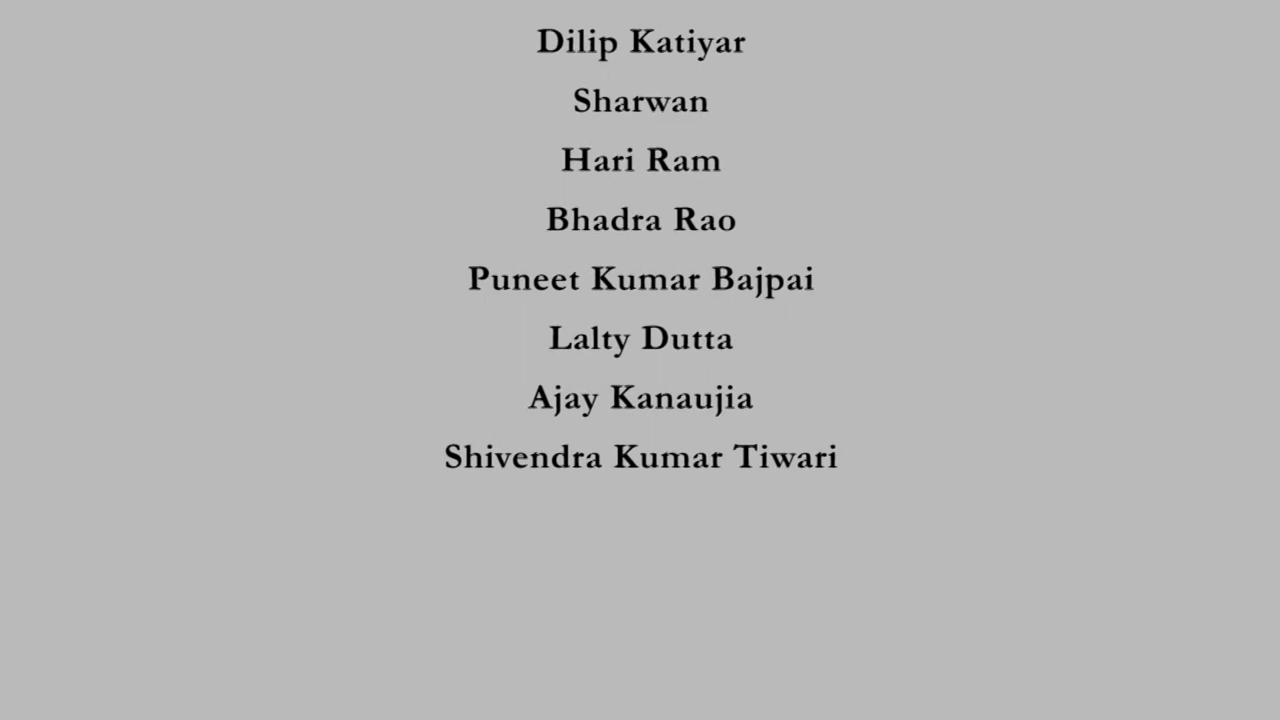 Dilip Katiyar
Sharwan
Hari Ram
Bhadra Rao
Puneet Kumar Bajpai
Lalty Dutta
Ajay Kanaujia
Shivendra Kumar Tiwari